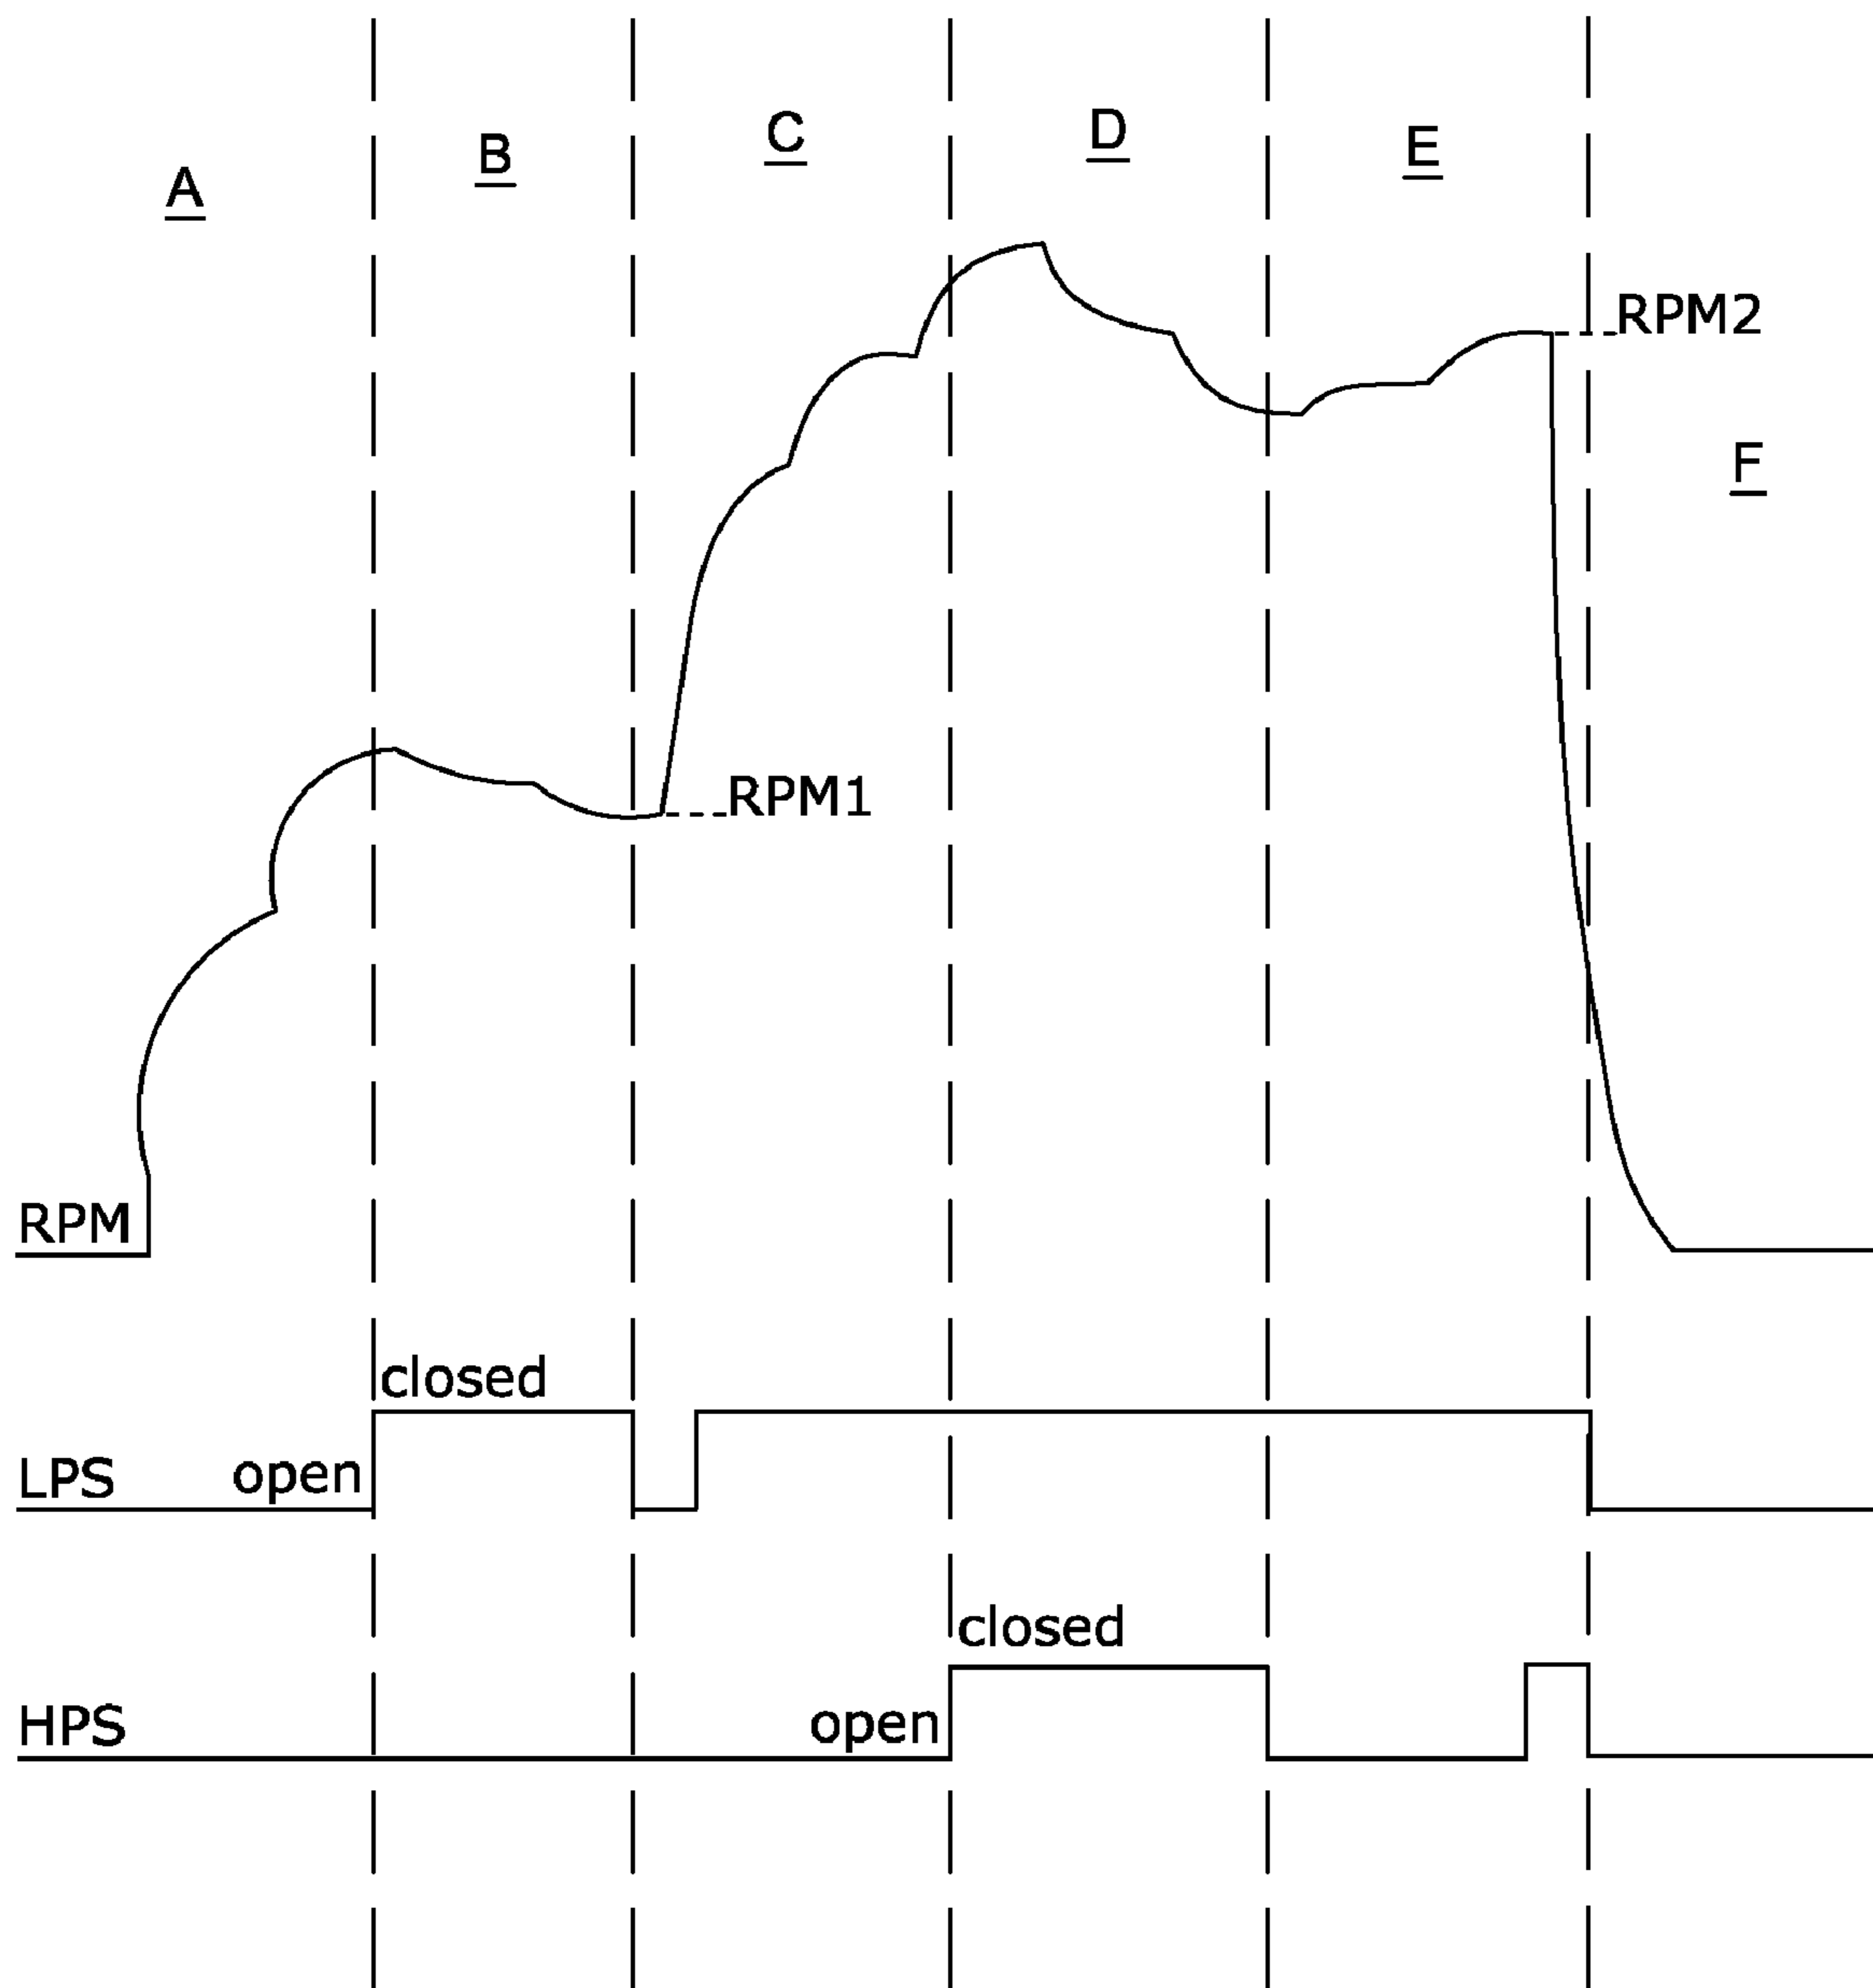 A
B
C
D
E
RPM2
F
RPM1
RPM
closed
LPS open
closed
HPS open